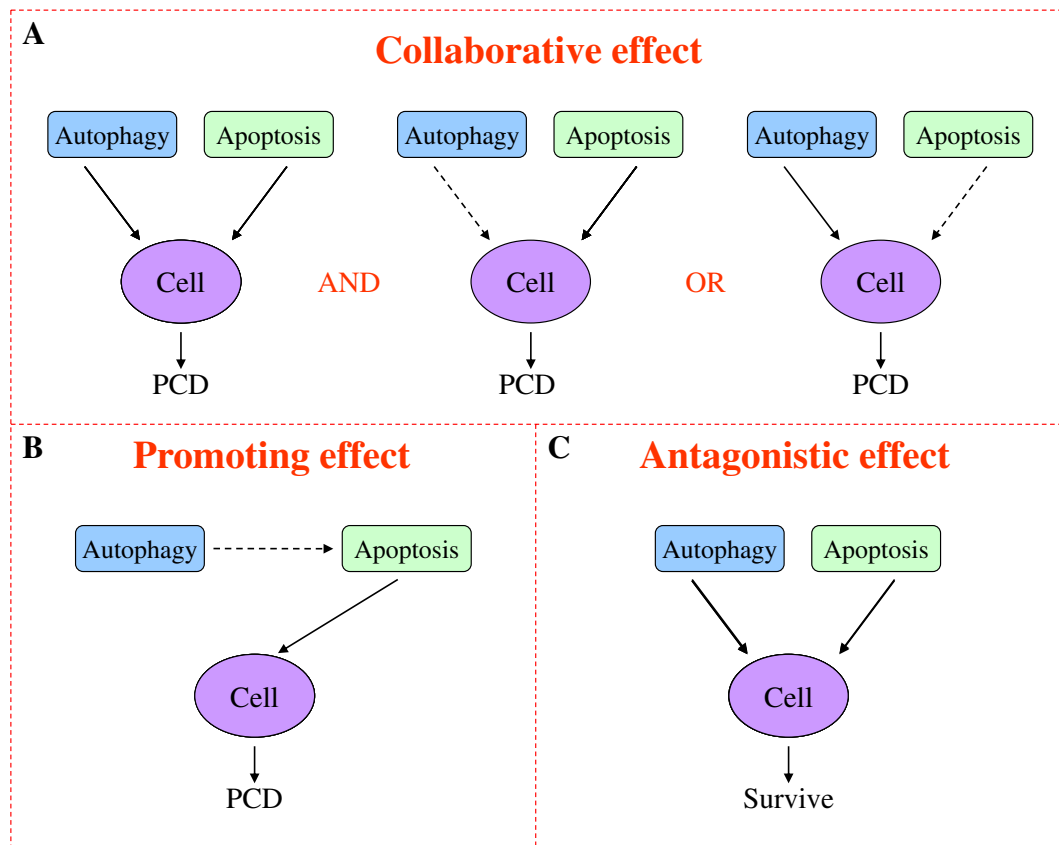 A
Collaborative effect
Autophagy Apoptosis Autophagy Apoptosis Autophagy Apoptosis
Cell AND Cell OR Cell
PCD PCD PCD
B
Promoting effect
Autophagy Apoptosis
Cell
PCD
C
Antagonistic effect
Autophagy Apoptosis
Cell
Survive